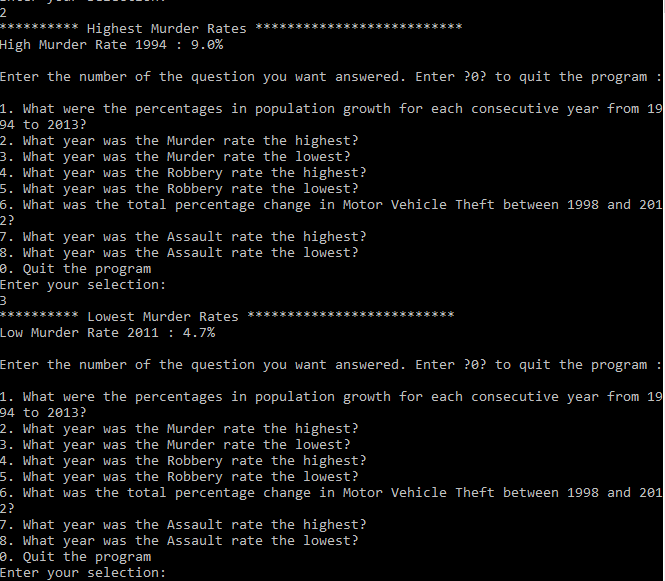 2
********** Highest Murder Rates **************************
High Murder Rate 1994 : 9.0%
Enter the number of the question you want answered. Enter ?0? to quit the program :
1. What were the percentages in population growth for each consecutive year from 19
94 to 2013?
2. What year was the Murder rate the highest?
3. What year was the Murder rate the lowest?
4. What year was the Robbery rate the highest?
5. What year was the Robbery rate the lowest?
6. What was the total percentage change in Motor Vehicle Theft between 1998 and 201
2?
7. What year was the Assault rate the highest?
8. What year was the Assault rate the lowest?
0. Quit the program
Enter your selection:
3
********** Lowest Murder Rates **************************
Low Murder Rate 2011 : 4.7%
Enter the number of the question you want answered. Enter ?0? to quit the program :
1. What were the percentages in population growth for each consecutive year from 19
94 to 2013?
2. What year was the Murder rate the highest?
3. What year was the Murder rate the lowest?
4. What year was the Robbery rate the highest?
5. What year was the Robbery rate the lowest?
6. What was the total percentage change in Motor Vehicle Theft between 1998 and 201
2?
7. What year was the Assault rate the highest?
8. What year was the Assault rate the lowest?
0. Quit the program
Enter your selection: